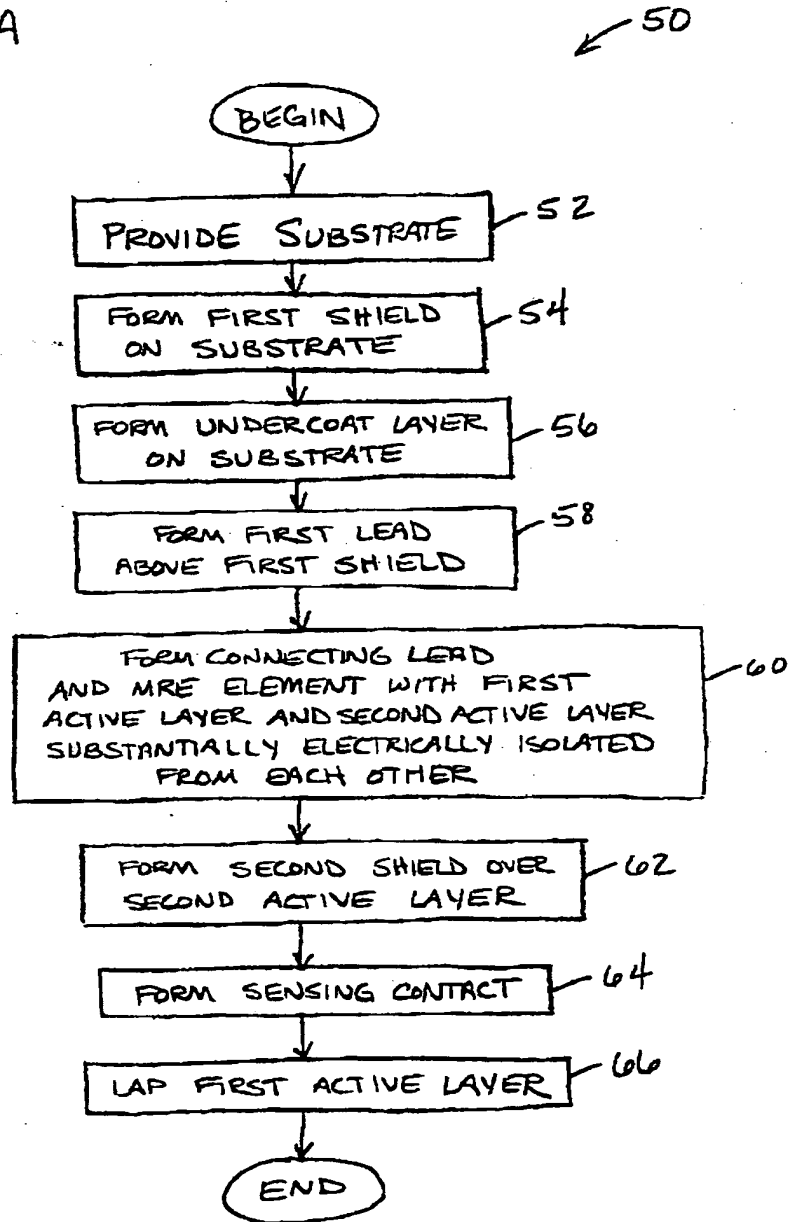 A
50
BEGIN
PROVIDE SUBSTRATE
52
FORM FIRST SHIELD
ON SUBSTRATE
54
FORM UNDERCOAT LAYER
ON SUBSTRATE
56
FORM FIRST LEAD
ABOVE FIRST SHIELD
58
FORM CONNECTING LEAD
AND MRE ELEMENT WITH FIRST
ACTIVE LAYER AND SECOND ACTIVE LAYER
SUBSTANTIALLY ELECTRICALLY ISOLATED
FROM EACH OTHER
60
FORM SECOND SHIELD OVER
SECOND ACTIVE LAYER
62
FORM SENSING CONTACT
64
LAP FIRST ACTIVE LAYER
66
END